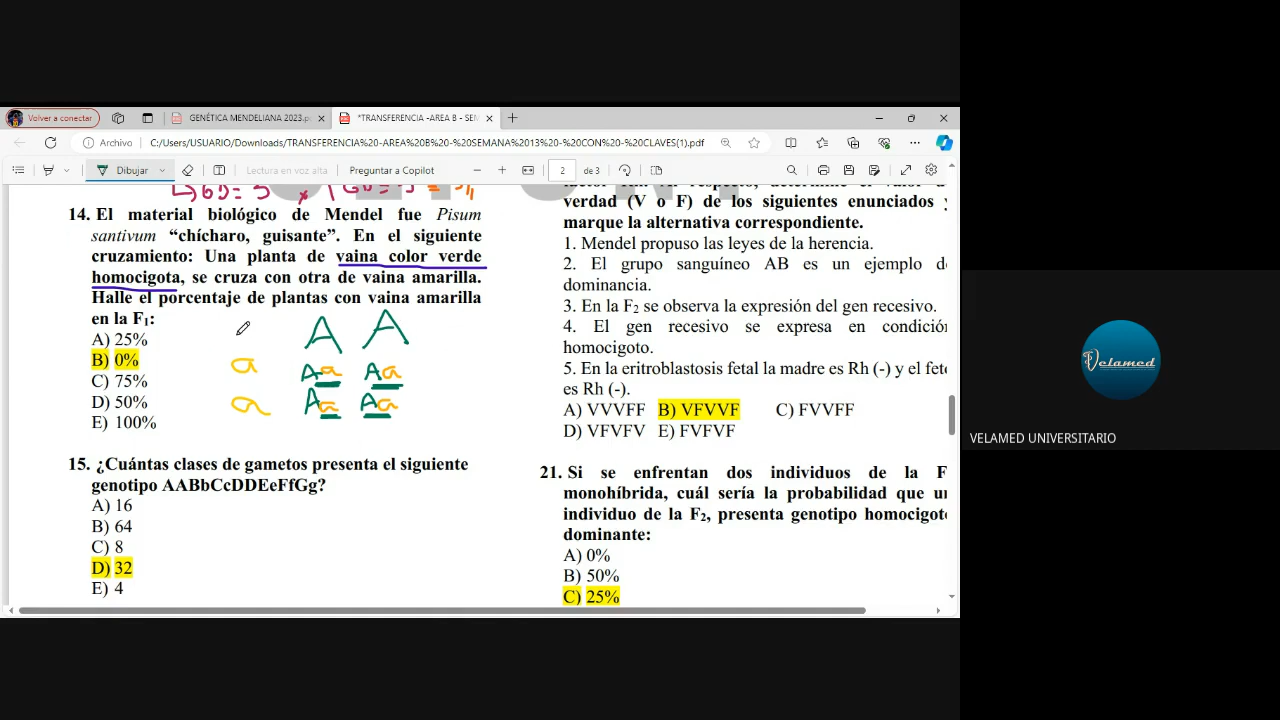 Volver a conectar
GENÉTICA MENDELIANA 2023.p
*TRANSFERENCIA -AREA B - SEM
Archivo
C:/Users/USUARIO/Downloads/TRANSFERENCIA%20-AREA%20B%20-%20SEMANA%2013%20-%20CON%20-%20CLAVES(1).pdf
Dibujar
Lectura en voz alta
Preguntar a Copilot
2
de 3
14. El material biológico de Mendel fue Pisum
santivum “chícharo, guisante”. En el siguiente
cruzamiento: Una planta de vaina color verde
homocigota, se cruza con otra de vaina amarilla.
Halle el porcentaje de plantas con vaina amarilla
en la F₁:
A) 25%
B) 0%
C) 75%
D) 50%
E) 100%
A A
a Aa Aa
a Aa Aa
15. ¿Cuántas clases de gametos presenta el siguiente
genotipo AABbCcDDEeFfGg?
A) 16
B) 64
C) 8
D) 32
E) 4
verdad (V o F) de los siguientes enunciados y
marque la alternativa correspondiente.
1. Mendel propuso las leyes de la herencia.
2. El grupo sanguíneo AB es un ejemplo d
dominancia.
3. En la F₂ se observa la expresión del gen recesivo.
4. El gen recesivo se expresa en condición
homocigoto.
5. En la eritroblastosis fetal la madre es Rh (-) y el fet
es Rh (-).
A) VVVFF B) VFVVF C) FVVFF
D) VFVFV E) FVFVF
21. Si se enfrentan dos individuos de la F
monohíbrida, cuál sería la probabilidad que un
individuo de la F₂, presenta genotipo homocigoto
dominante:
A) 0%
B) 50%
C) 25%
Velamed
VELAMED UNIVERSITARIO